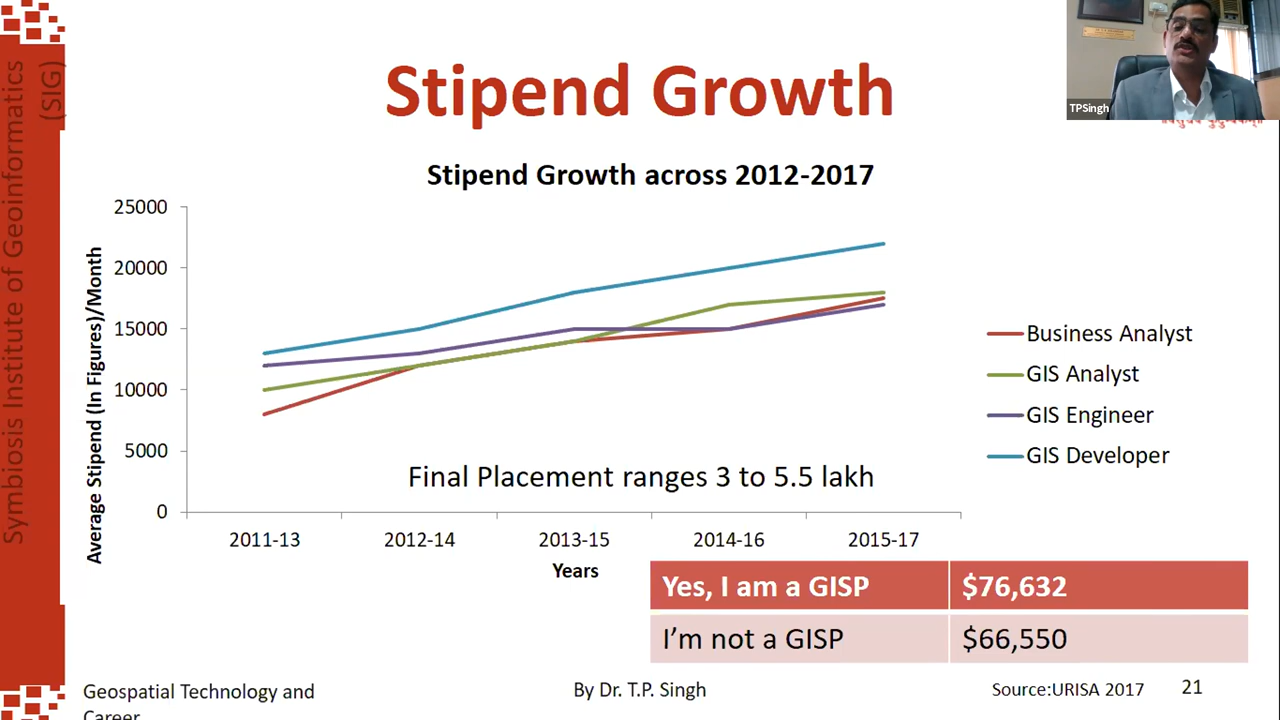 Symbiosis Institute of Geoinformatics
(SIG)
Stipend Growth
TPSingh
Stipend Growth across 2012-2017
Average Stipend (In Figures)/Month
25000
20000
15000
10000
5000
0
Business Analyst
GIS Analyst
GIS Engineer
GIS Developer
Final Placement ranges 3 to 5.5 lakh
2011-13 2012-14 2013-15 2014-16 2015-17
Years
Yes, I am a GISP $76,632
I'm not a GISP $66,550
Geospatial Technology and
Career
By Dr. T.P. Singh
Source:URISA 2017
21